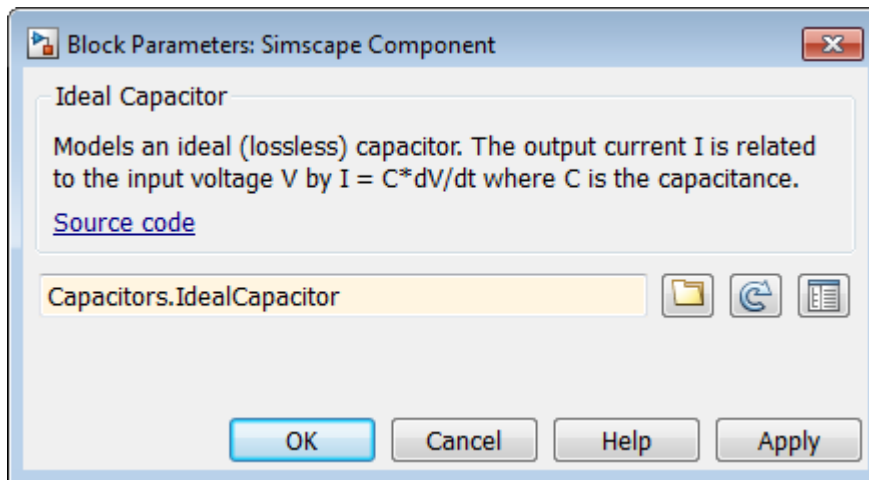 Block Parameters: Simscape Component
Ideal Capacitor
Models an ideal (lossless) capacitor. The output current I is related
to the input voltage V by I = C*dV/dt where C is the capacitance.
Source code
Capacitors.IdealCapacitor
OK Cancel Help Apply